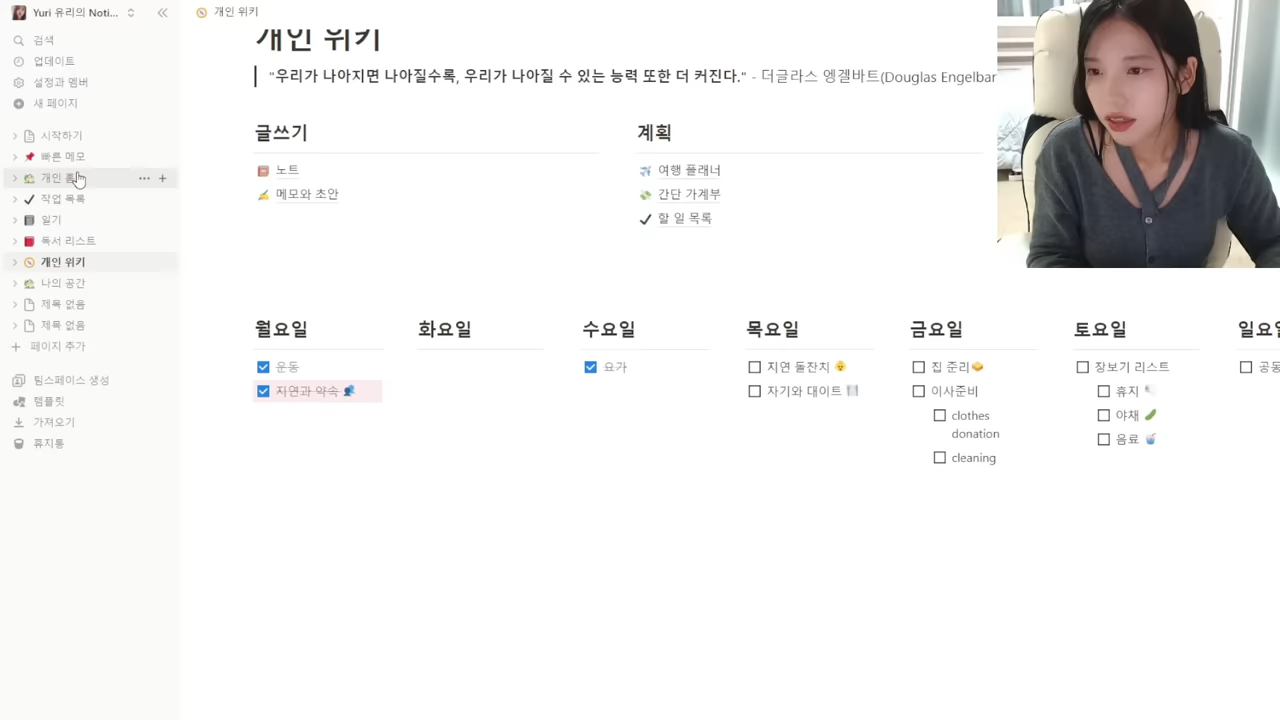 Yuri 유리의 Noti...
검색
업데이트
설정과 멤버
새 페이지
시작하기
빠른 메모
개인 홈
작업 목록
일기
독서 리스트
개인 위키
나의 공간
제목 없음
제목 없음
페이지 추가
팀스페이스 생성
템플릿
가져오기
휴지통
개인 위키
개인 위키
"우리가 나아지면 나아질수록, 우리가 나아질 수 있는 능력 또한 더 커진다." - 더글라스 엥겔바트(Douglas Engelbar
글쓰기
노트
메모와 초안
계획
여행 플래너
간단 가계부
할 일 목록
월요일
운동
지연과 약속
화요일
수요일
요가
목요일
지연 돌잔치
자기와 데이트
금요일
집 준리
이사준비
clothes
donation
cleaning
토요일
장보기 리스트
휴지
야채
음료
일요일
공동